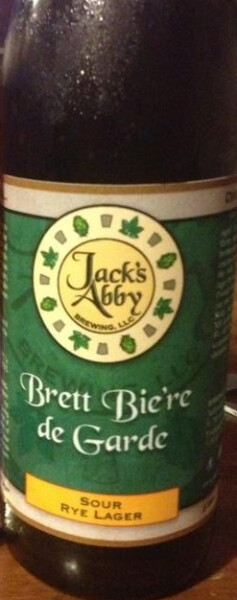 Jack's
Abby
BREWING, LLC
Brett Bie're
de Garde
SOUR
RYE LAGER